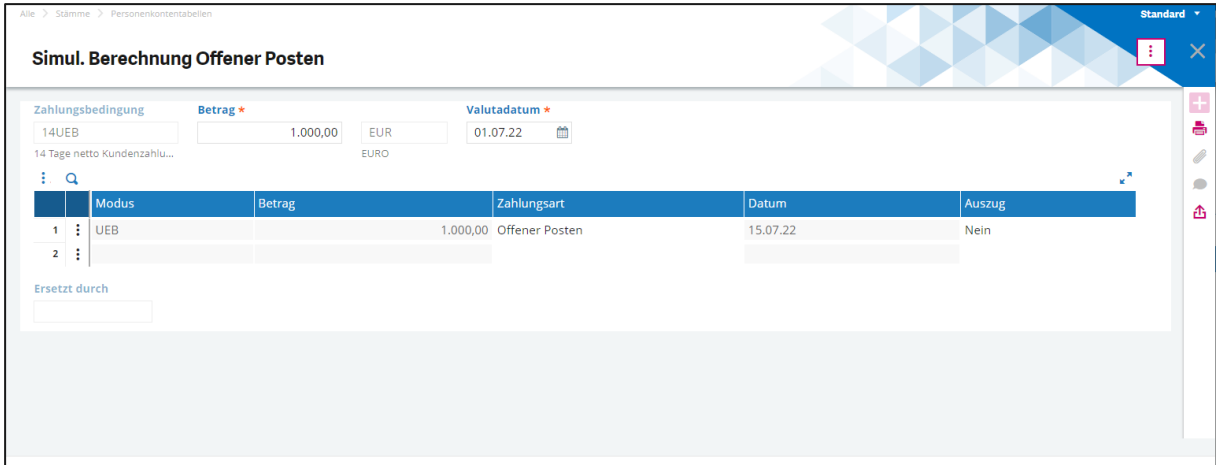 Alle > Stämme > Personenkontentabellen
Standard
Simul. Berechnung Offener Posten
Zahlungsbedingung Betrag * Valutadatum *
14UEB 1.000,00 EUR 01.07.22
14 Tage netto Kundenzahlu... EURO
Modus Betrag Zahlungsart Datum Auszug
1 UEB 1.000,00 Offener Posten 15.07.22 Nein
2
Ersetzt durch